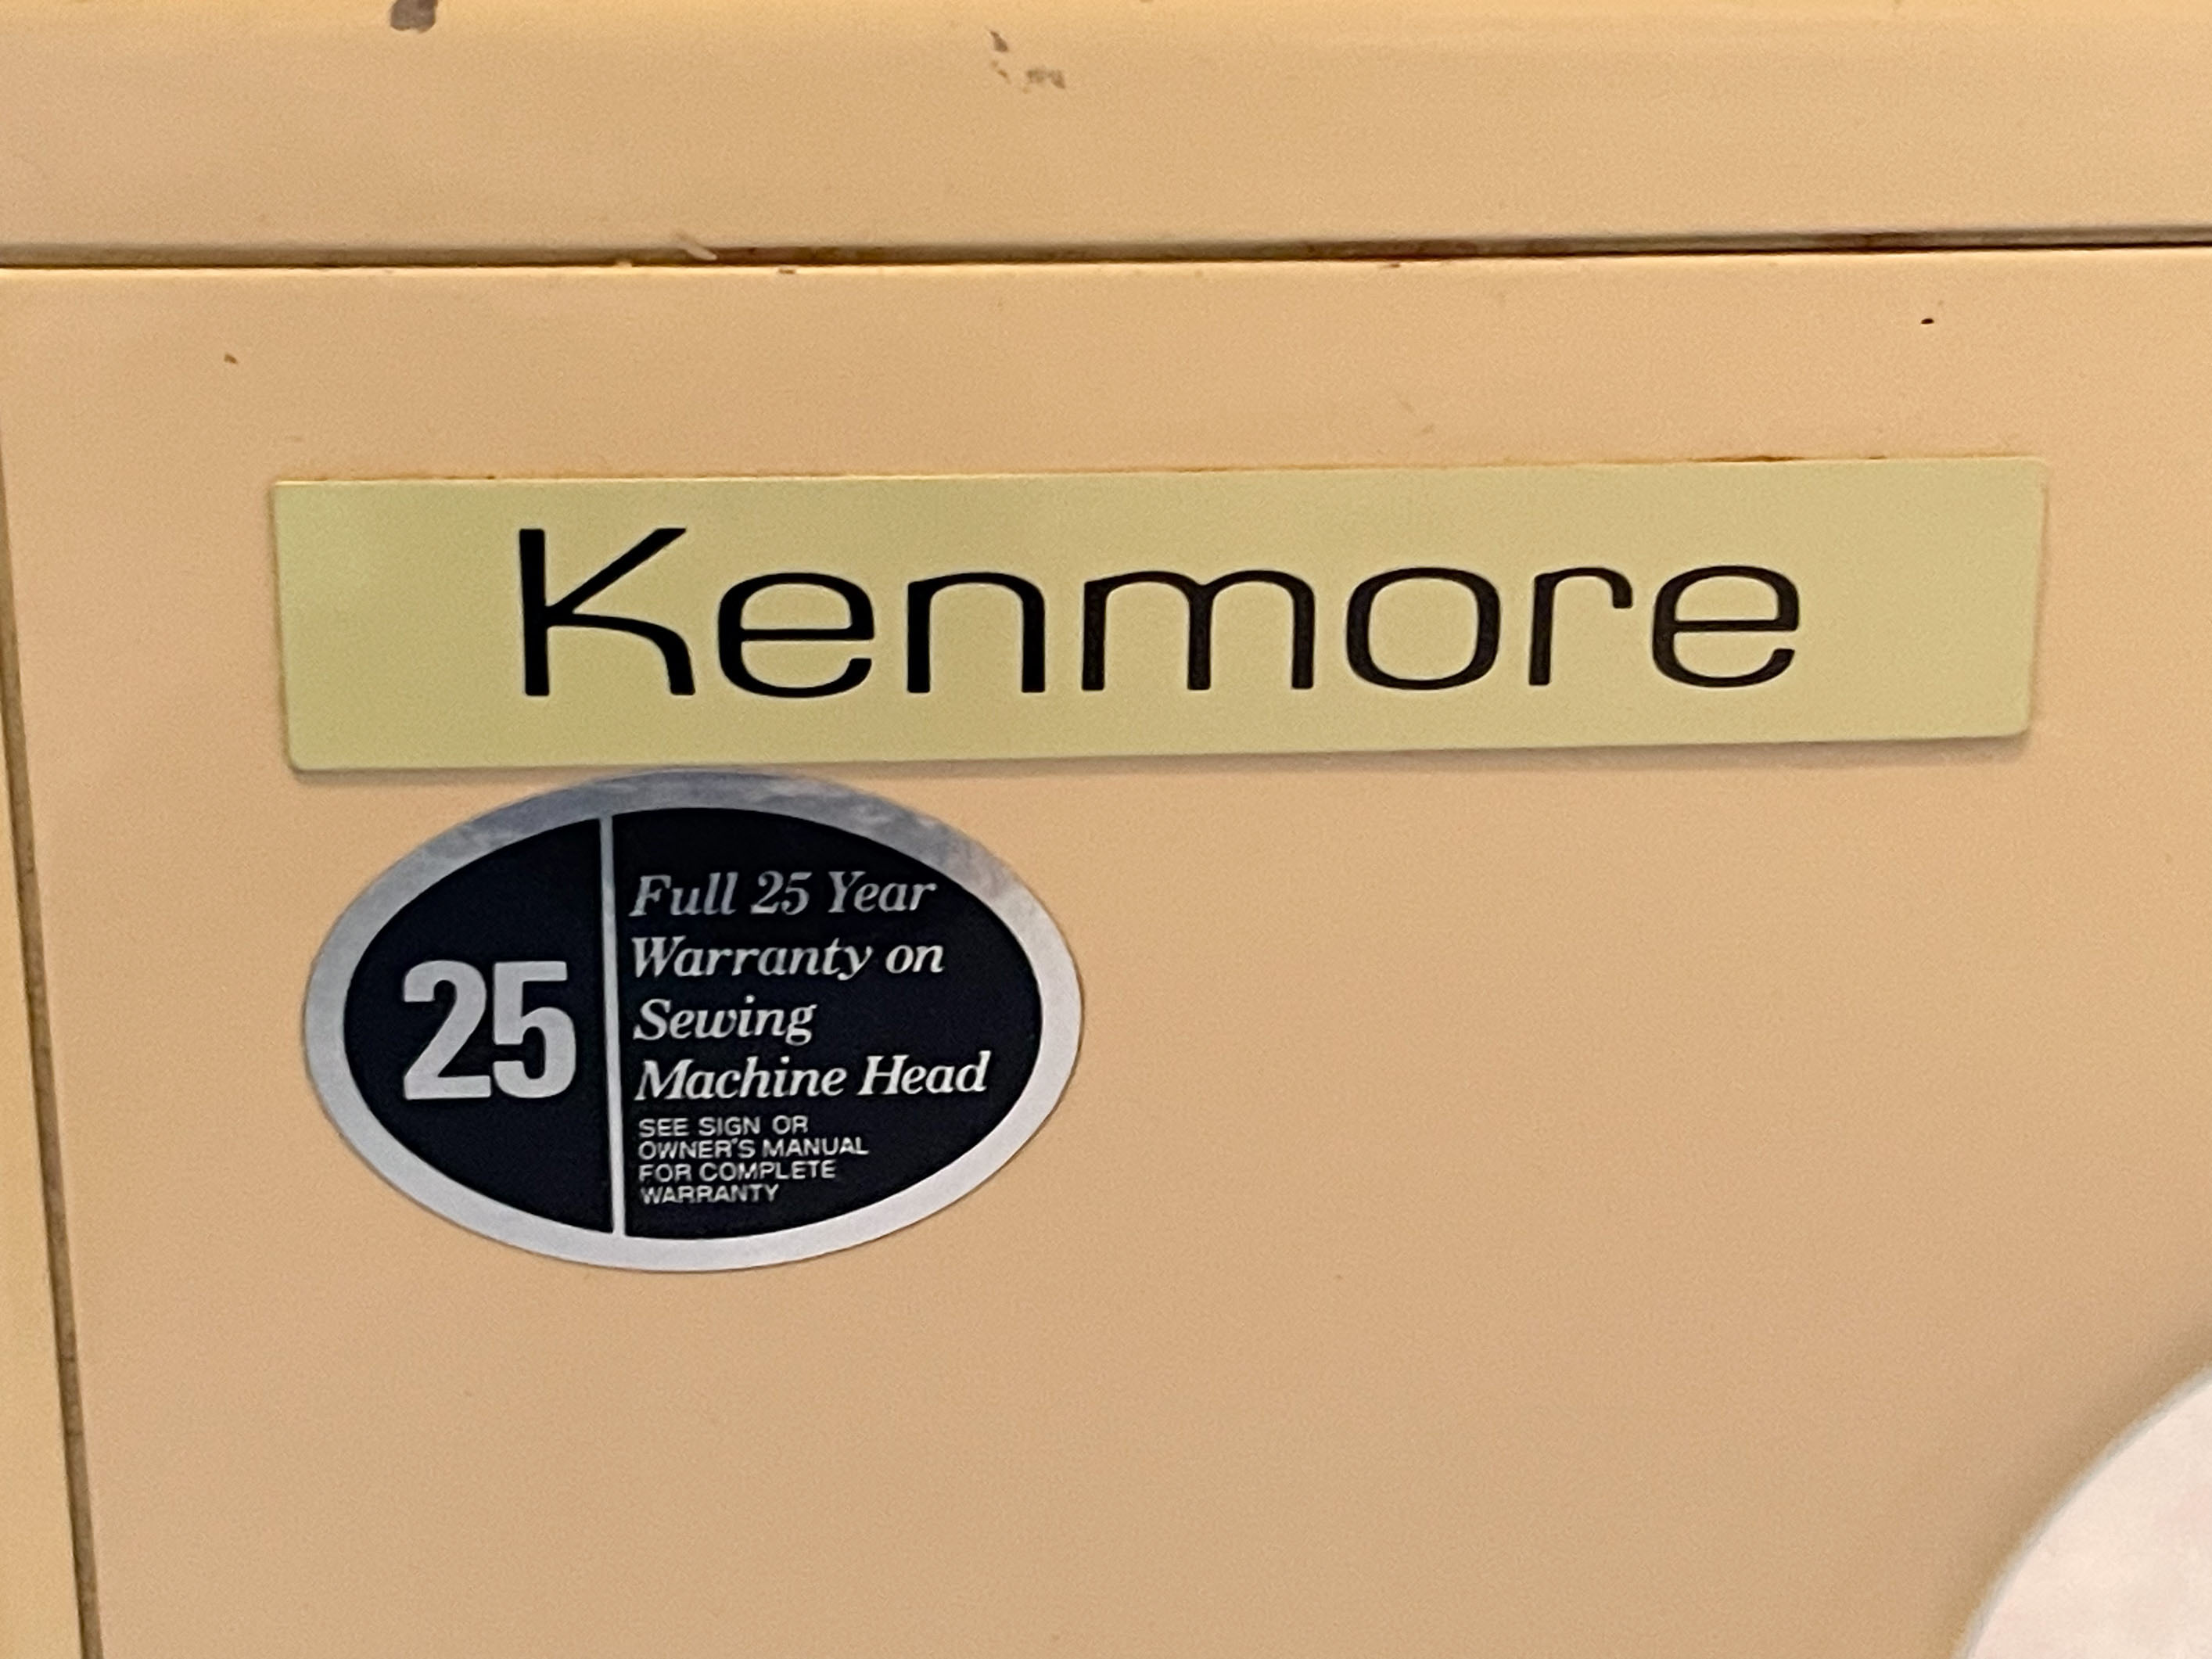 Kenmore
25
Full 25 Year
Warranty on
Sewing
Machine Head
SEE SIGN OR
OWNER'S MANUAL
FOR COMPLETE
WARRANTY